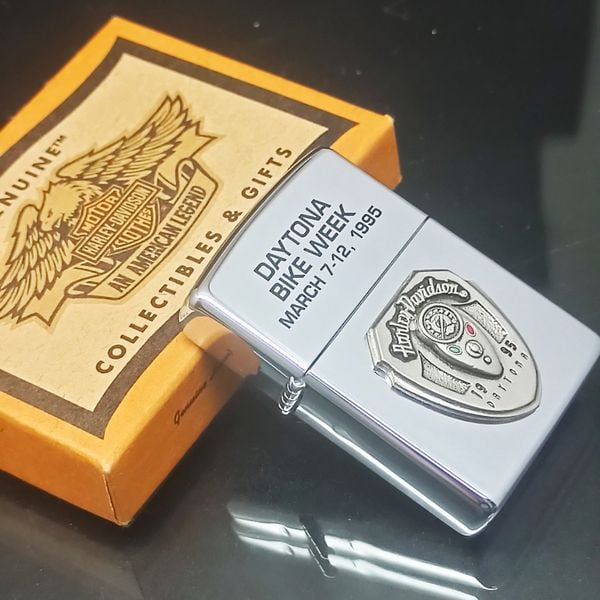 GENUINE™
MOTOR
HARLEY-DAVIDSON
CYCLES
AN AMERICAN LEGEND
COLLECTIBLES & GIFTS
DAYTONA
BIKE WEEK
MARCH 7-12, 1995
Harley-Davidson
19 95
DAYTONA